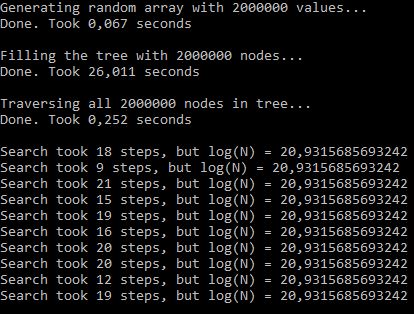 Generating random array with 2000000 values...
Done. Took 0,067 seconds
Filling the tree with 2000000 nodes...
Done. Took 26,011 seconds
Traversing all 2000000 nodes in tree...
Done. Took 0,252 seconds
Search took 18 steps, but log(N) = 20,9315685693242
Search took 9 steps, but log(N) = 20,9315685693242
Search took 21 steps, but log(N) = 20,9315685693242
Search took 15 steps, but log(N) = 20,9315685693242
Search took 19 steps, but log(N) = 20,9315685693242
Search took 16 steps, but log(N) = 20,9315685693242
Search took 20 steps, but log(N) = 20,9315685693242
Search took 20 steps, but log(N) = 20,9315685693242
Search took 12 steps, but log(N) = 20,9315685693242
Search took 19 steps, but log(N) = 20,9315685693242